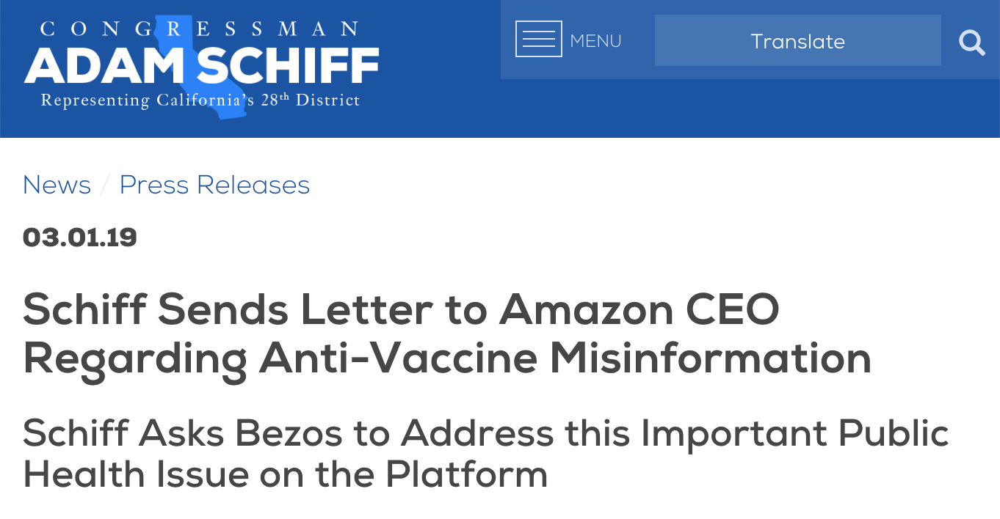 CONGRESSMAN
ADAM SCHIFF
Representing California's 28th District
MENU
Translate
News / Press Releases
03.01.19
Schiff Sends Letter to Amazon CEO
Regarding Anti-Vaccine Misinformation
Schiff Asks Bezos to Address this Important Public
Health Issue on the Platform